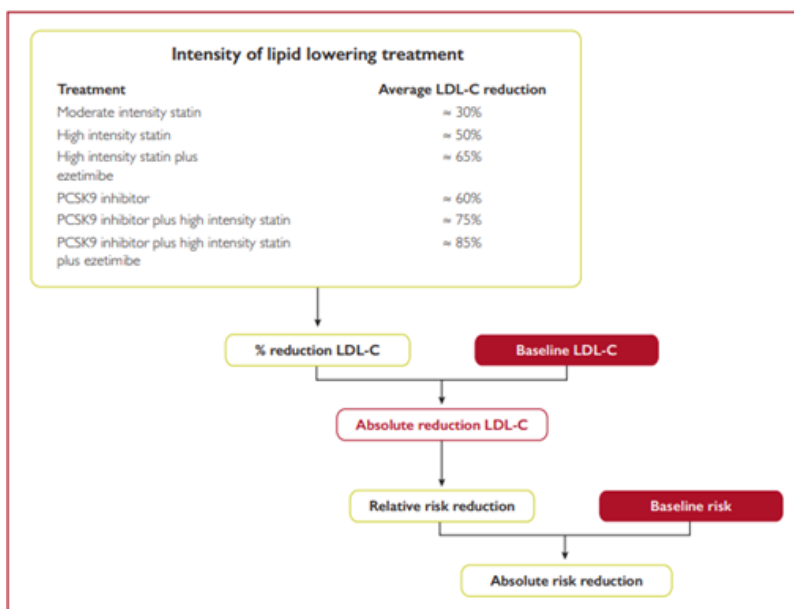 Intensity of lipid lowering treatment
Treatment Average LDL-C reduction
Moderate intensity statin ≈ 30%
High intensity statin ≈ 50%
High intensity statin plus ≈ 65%
ezetimibe
PCSK9 inhibitor ≈ 60%
PCSK9 inhibitor plus high intensity statin ≈ 75%
PCSK9 inhibitor plus high intensity statin ≈ 85%
plus ezetimibe
% reduction LDL-C
Baseline LDL-C
Absolute reduction LDL-C
Relative risk reduction
Baseline risk
Absolute risk reduction